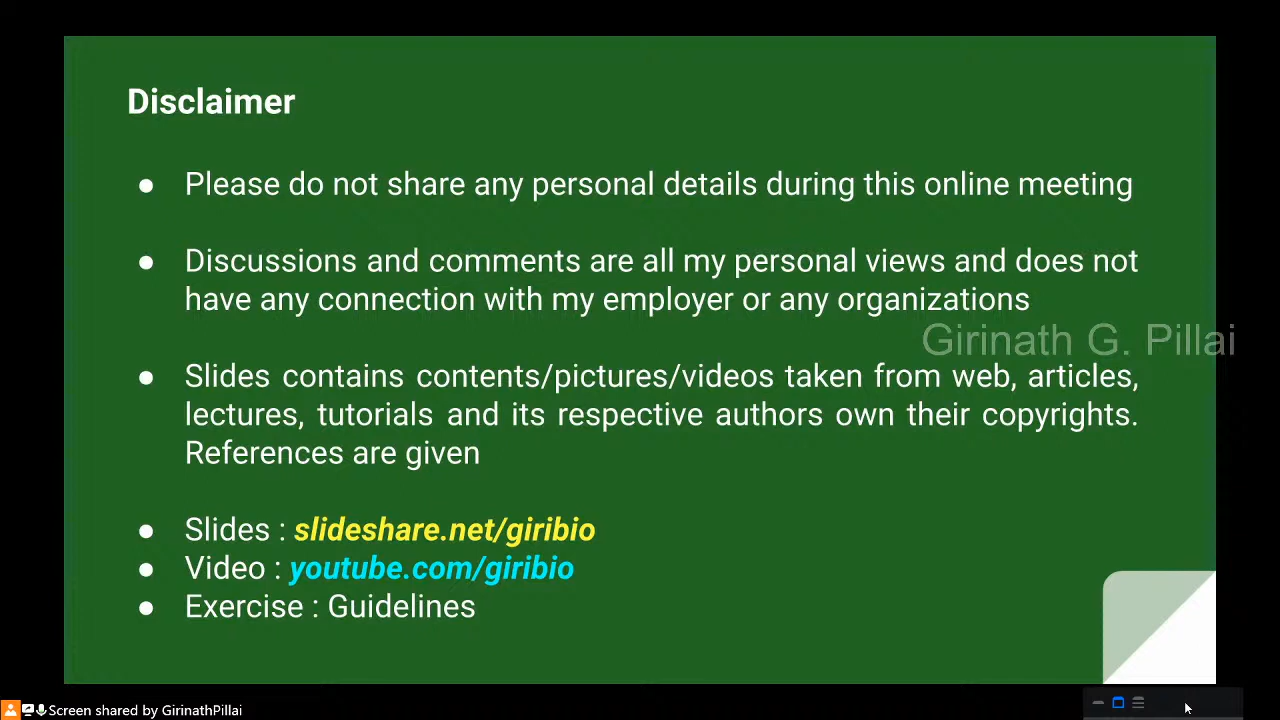 Disclaimer
● Please do not share any personal details during this online meeting
● Discussions and comments are all my personal views and does not
have any connection with my employer or any organizations
Girinath G. Pillai
● Slides contains contents/pictures/videos taken from web, articles,
lectures, tutorials and its respective authors own their copyrights.
References are given
● Slides : slideshare.net/giribio
● Video : youtube.com/giribio
● Exercise : Guidelines
Screen shared by GirinathPillai